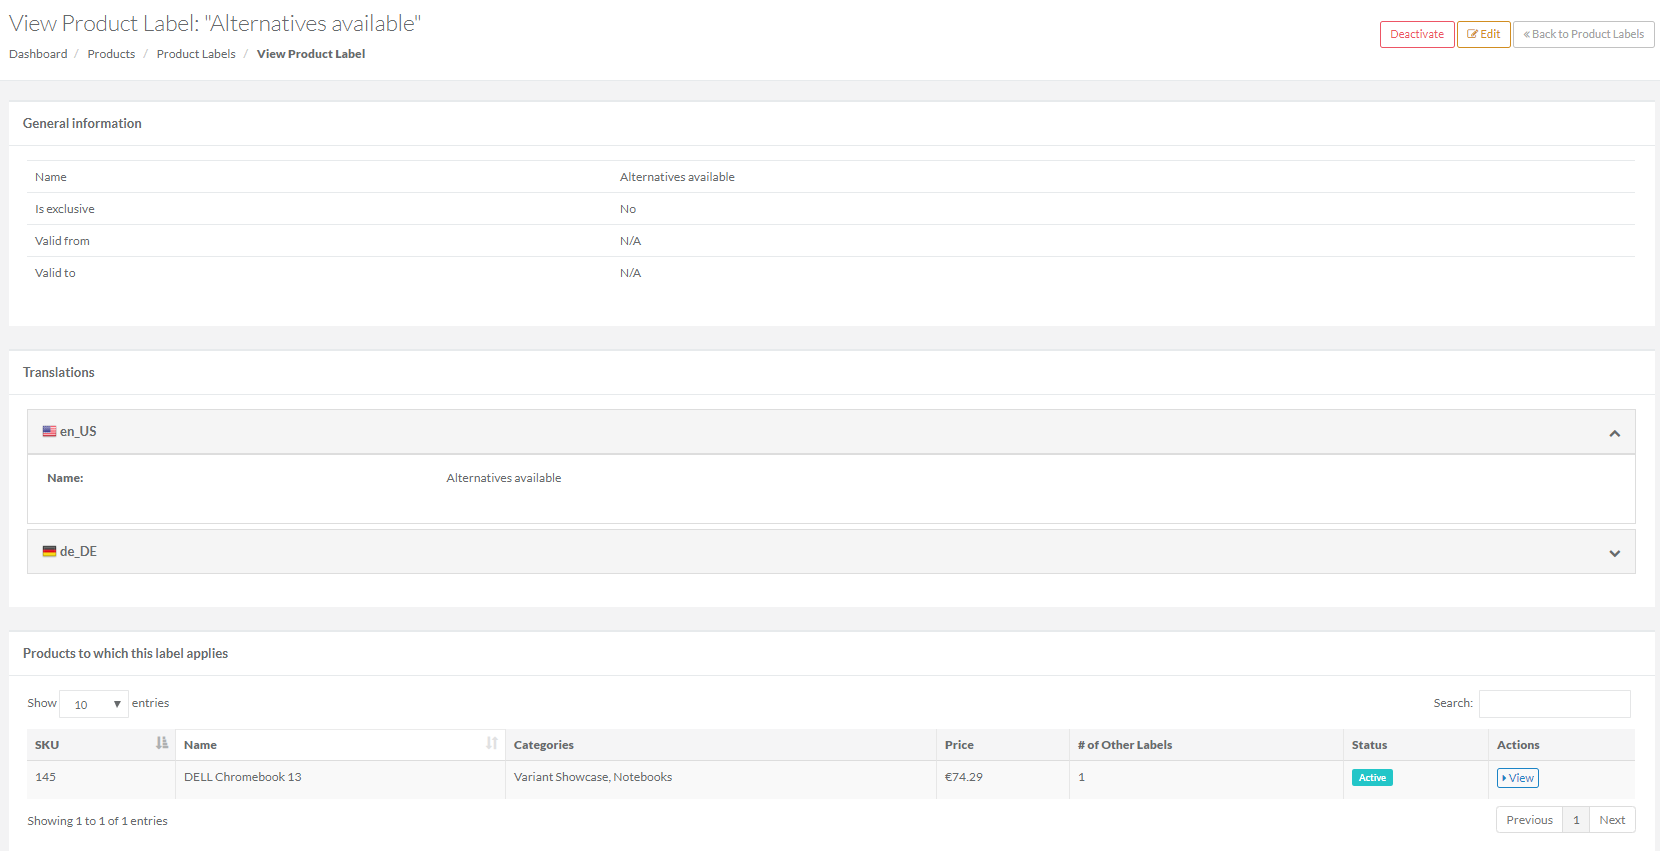 View Product Label: "Alternatives available"
Deactivate Edit « Back to Product Labels
Dashboard / Products / Product Labels / View Product Label
General information
Name Alternatives available
Is exclusive No
Valid from N/A
Valid to N/A
Translations
en_US
Name: Alternatives available
de_DE
Products to which this label applies
Show 10 entries Search:
SKU Name Categories Price # of Other Labels Status Actions
145 DELL Chromebook 13 Variant Showcase, Notebooks €74.29 1 Active View
Showing 1 to 1 of 1 entries Previous 1 Next